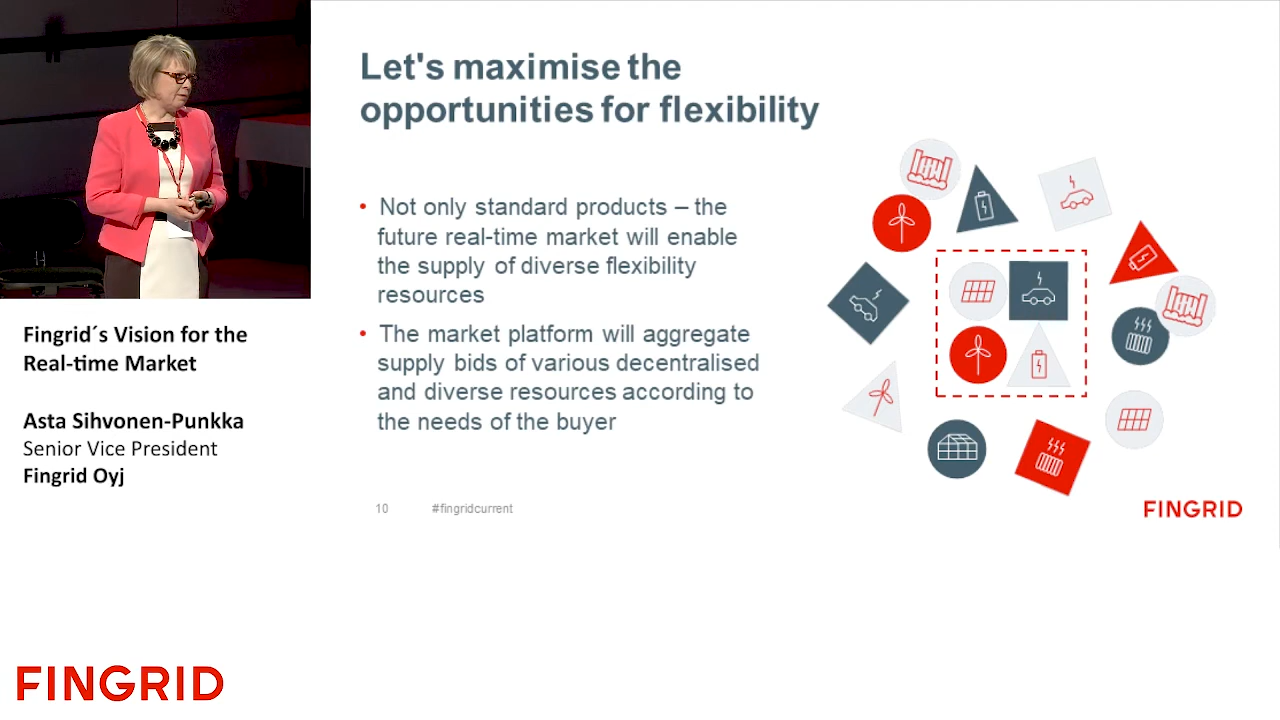 Let's maximise the
opportunities for flexibility
• Not only standard products – the
future real-time market will enable
the supply of diverse flexibility
resources
• The market platform will aggregate
supply bids of various decentralised
and diverse resources according to
the needs of the buyer
10 #fingridcurrent
FINGRID
Fingrid´s Vision for the
Real-time Market
Asta Sihvonen-Punkka
Senior Vice President
Fingrid Oyj
FINGRID